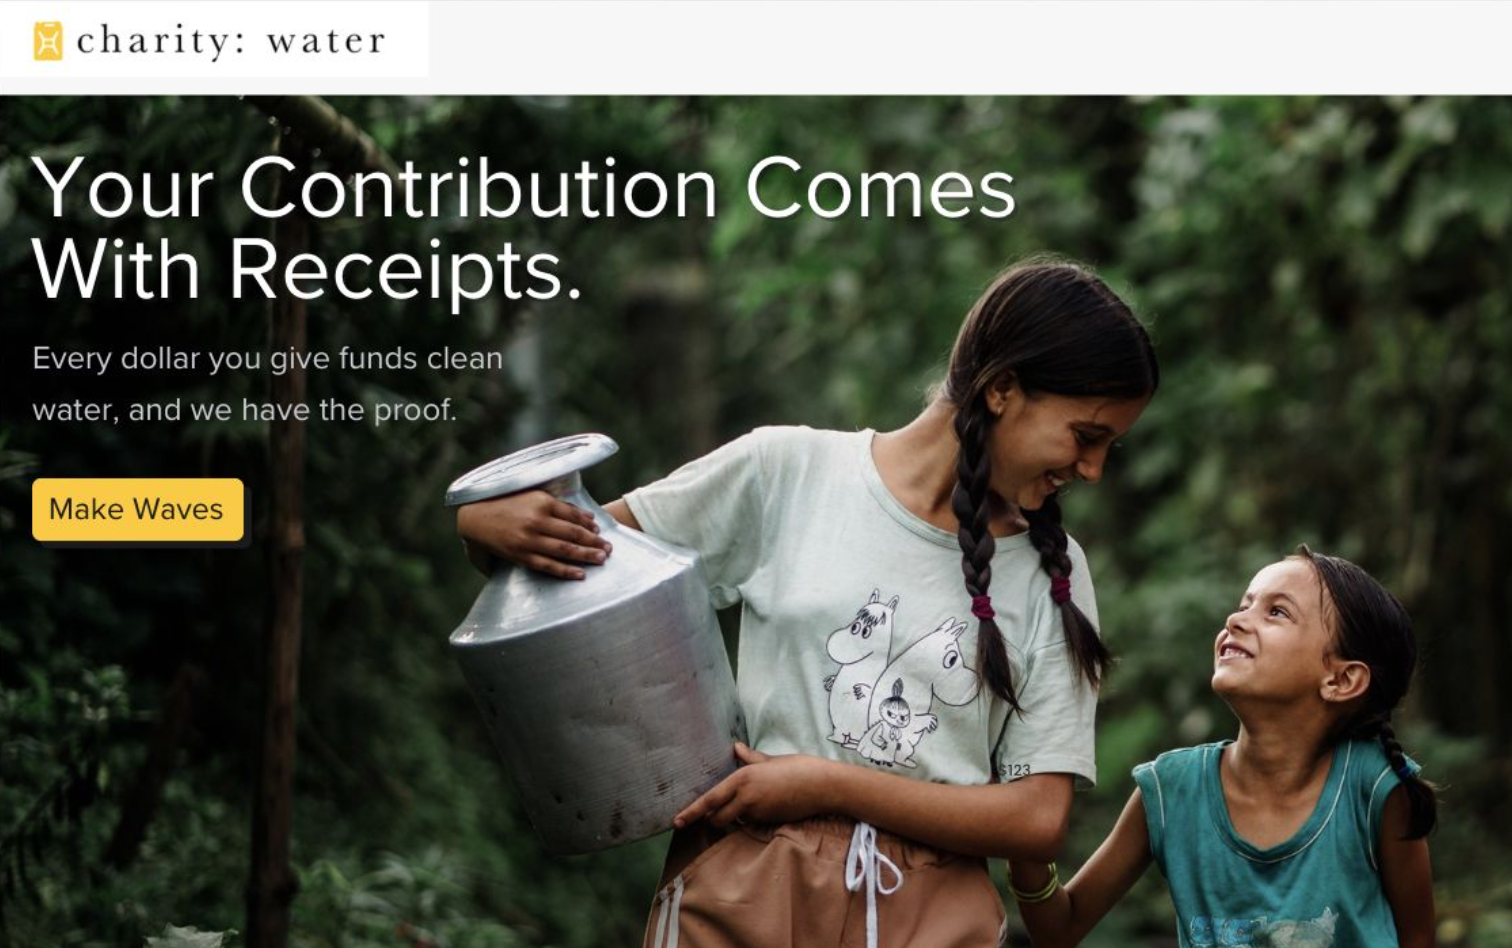 charity: water
Your Contribution Comes
With Receipts.
Every dollar you give funds clean
water, and we have the proof.
Make Waves
$123